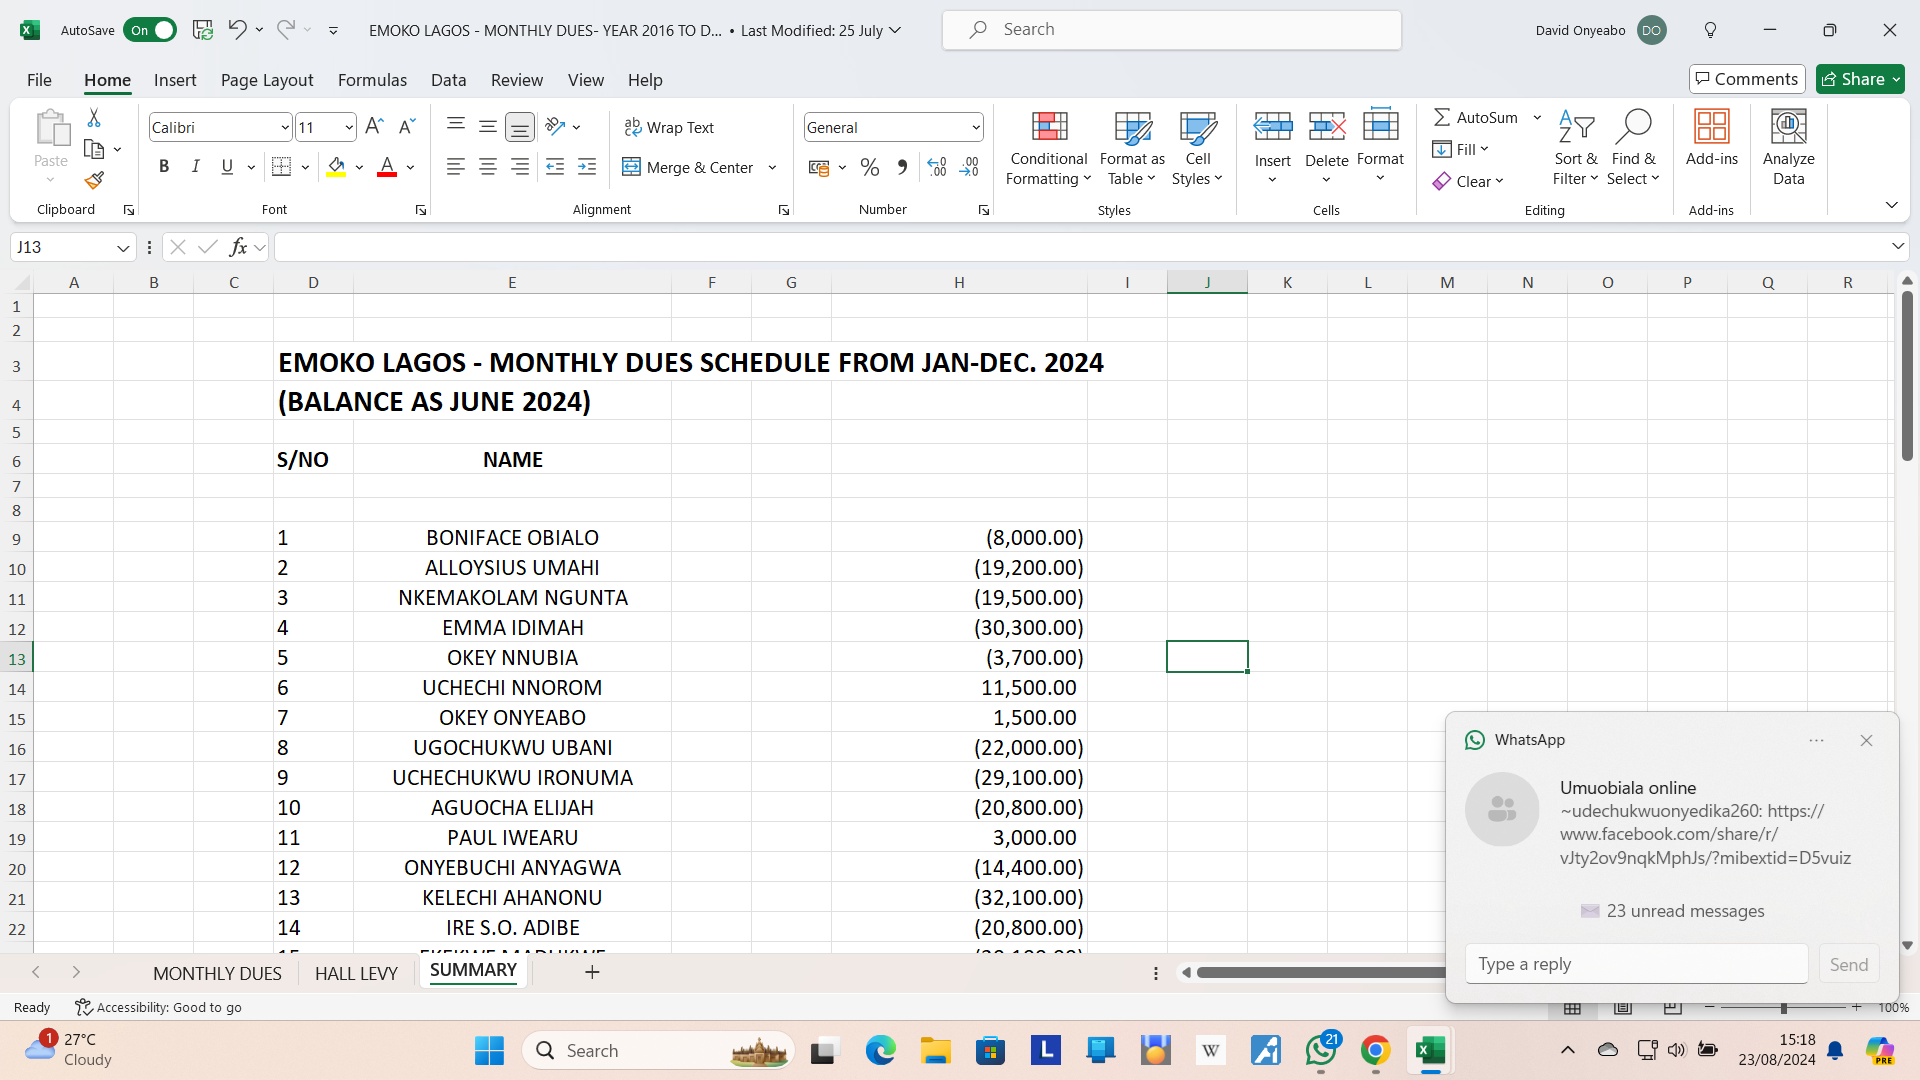 AutoSave On EMOKO LAGOS - MONTHLY DUES- YEAR 2016 TO D... • Last Modified: 25 July Search David Onyeabo DO
File Home Insert Page Layout Formulas Data Review View Help Comments Share
Calibri 11 Wrap Text General AutoSum
Paste B I U A Merge & Center % Conditional Formatting Format as Table Cell Styles Insert Delete Format Fill Clear Sort & Filter Find & Select Add-ins Analyze Data
Clipboard Font Alignment Number Styles Cells Editing Add-ins
J13 fx
A B C D E F G H I J K L M N O P Q R
1
2
3 EMOKO LAGOS - MONTHLY DUES SCHEDULE FROM JAN-DEC. 2024
4 (BALANCE AS JUNE 2024)
5
6 S/NO NAME
7
8
9 1 BONIFACE OBIALO (8,000.00)
10 2 ALLOYSIUS UMAHI (19,200.00)
11 3 NKEMAKOLAM NGUNTA (19,500.00)
12 4 EMMA IDIMAH (30,300.00)
13 5 OKEY NNUBIA (3,700.00)
14 6 UCHECHI NNOROM 11,500.00
15 7 OKEY ONYEABO 1,500.00
16 8 UGOCHUKWU UBANI (22,000.00)
17 9 UCHECHUKWU IRONUMA (29,100.00)
18 10 AGUOCHA ELIJAH (20,800.00)
19 11 PAUL IWEARU 3,000.00
20 12 ONYEBUCHI ANYAGWA (14,400.00)
21 13 KELECHI AHANONU (32,100.00)
22 14 IRE S.O. ADIBE (20,800.00)
WhatsApp
Umuobiala online
~udechukwuonyedika260: https://
www.facebook.com/share/r/
vJty2ov9nqkMphJs/?mibextid=D5vuiz
23 unread messages
Type a reply Send
MONTHLY DUES HALL LEVY SUMMARY
Ready Accessibility: Good to go 100%
1 27°C
Cloudy
Search L W 21 15:18
23/08/2024 PRE